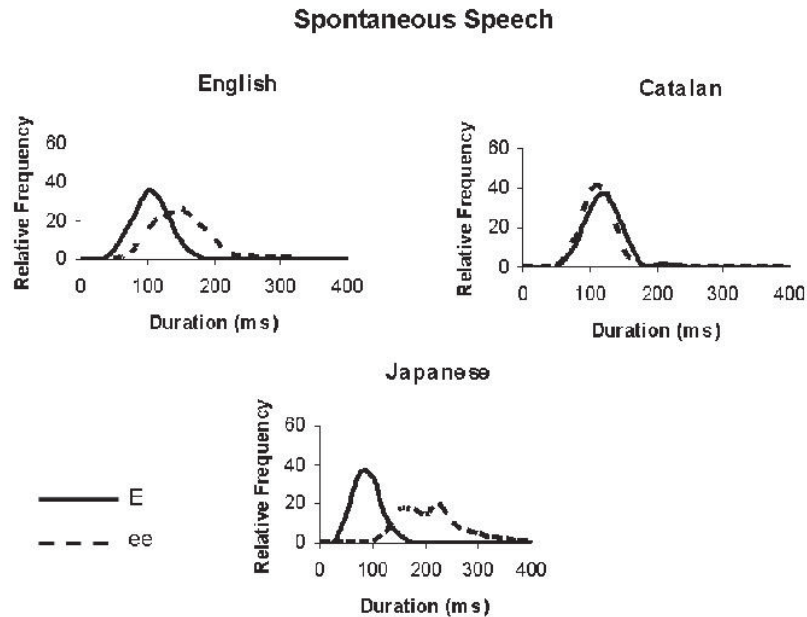 Spontaneous Speech
English
Relative Frequency
60
40
20
0
0 100 200 300 400
Duration (ms)
Catalan
Relative Frequency
60
40
20
0
0 100 200 300 400
Duration (ms)
Japanese
Relative Frequency
60
40
20
0
0 100 200 300 400
Duration (ms)
E
ee